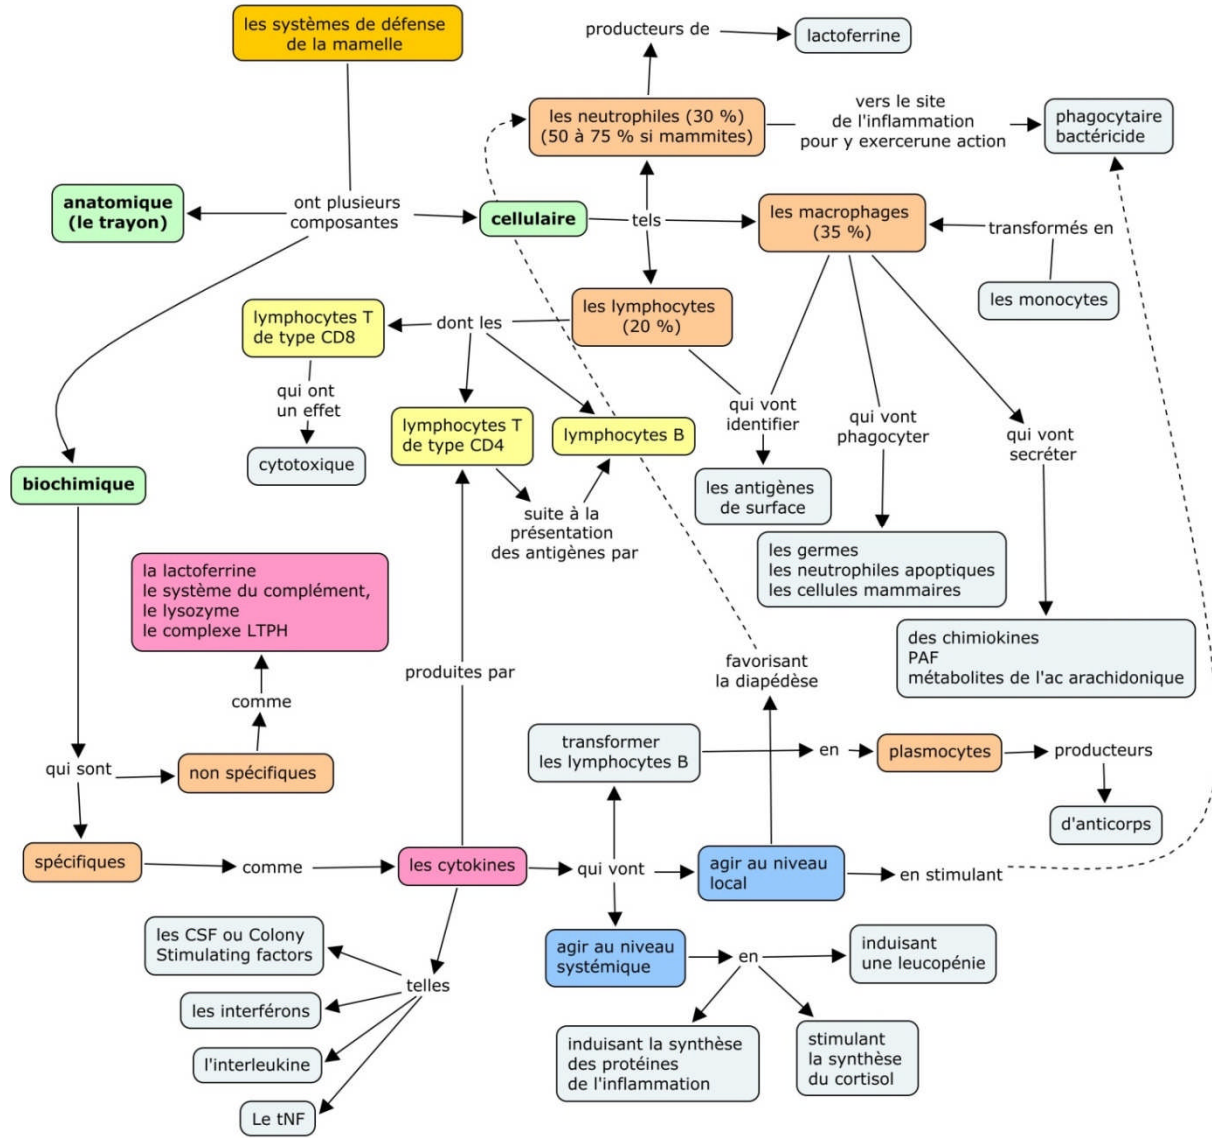 les systèmes de défense
de la mamelle
producteurs de
lactoferrine
les neutrophiles (30 %)
(50 à 75 % si mammites)
vers le site
de l'inflammation
pour y exercerune action
phagocytaire
bactéricide
anatomique
(le trayon)
ont plusieurs
composantes
cellulaire
tels
les macrophages
(35 %)
transformés en
les monocytes
les lymphocytes
(20 %)
dont les
lymphocytes T
de type CD8
qui ont
un effet
cytotoxique
lymphocytes T
de type CD4
lymphocytes B
qui vont
identifier
qui vont
phagocyter
qui vont
secréter
biochimique
suite à la
présentation
des antigènes par
les antigènes
de surface
les germes
les neutrophiles apoptiques
les cellules mammaires
la lactoferrine
le système du complément,
le lysozyme
le complexe LTPH
des chimiokines
PAF
métabolites de l'ac arachidonique
produites par
favorisant
la diapédèse
comme
transformer
les lymphocytes B
en
plasmocytes
producteurs
d'anticorps
qui sont
non spécifiques
spécifiques
comme
les cytokines
qui vont
agir au niveau
local
en stimulant
les CSF ou Colony
Stimulating factors
telles
les interférons
l'interleukine
Le tNF
agir au niveau
systémique
en
induisant
une leucopénie
induisant la synthèse
des protéines
de l'inflammation
stimulant
la synthèse
du cortisol